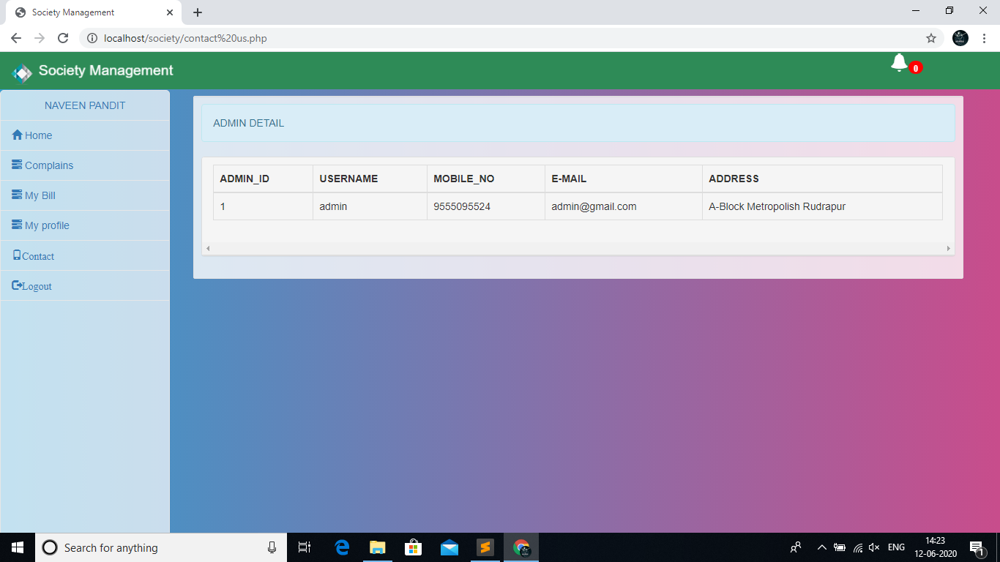 Society Management
localhost/society/contact%20us.php
Society Management
0
NAVEEN PANDIT
Home
Complains
My Bill
My profile
Contact
Logout
ADMIN DETAIL
ADMIN_ID USERNAME MOBILE_NO E-MAIL ADDRESS
1 admin 9555095524 admin@gmail.com A-Block Metropolish Rudrapur
Search for anything
ENG
14:23
12-06-2020
1